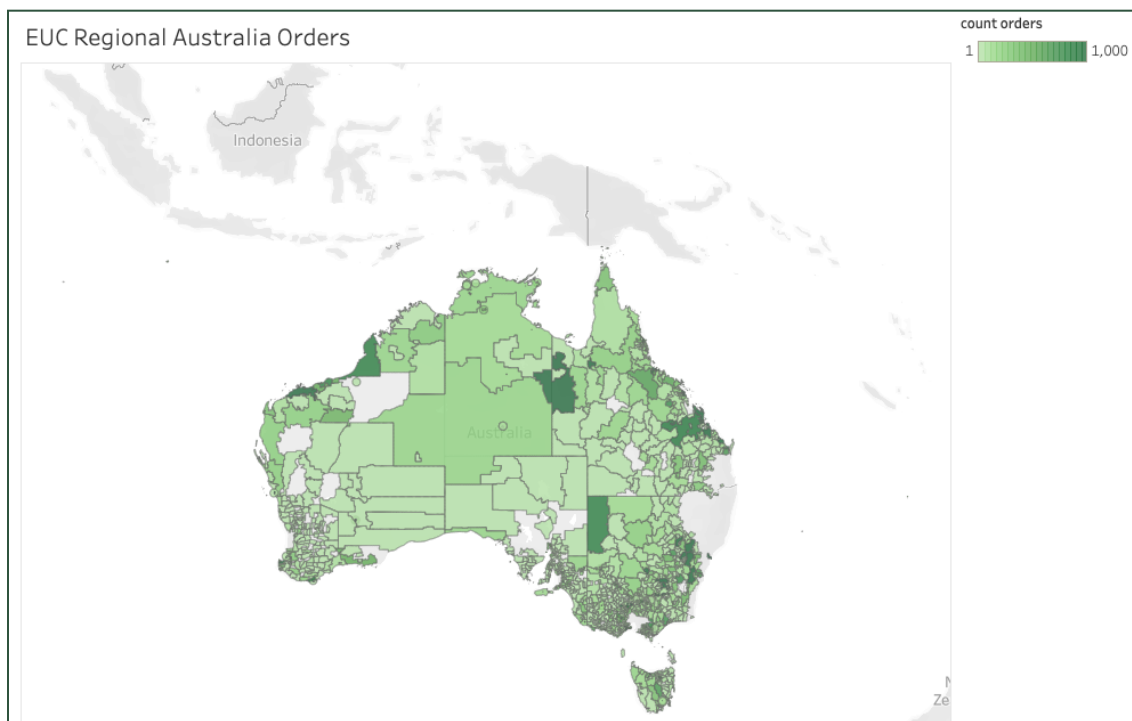 EUC Regional Australia Orders
count orders
1
1,000
Indonesia
Australia